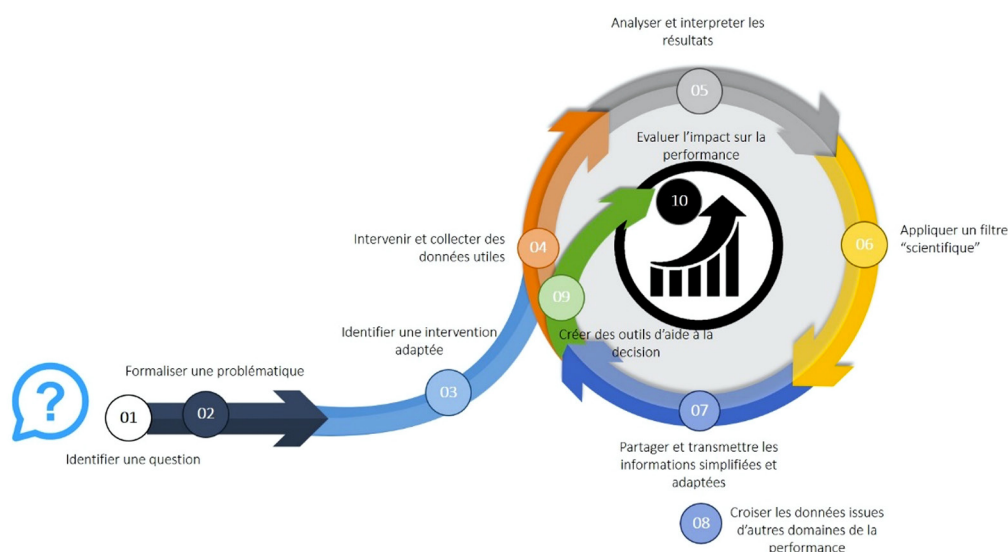 ?
01
Identifier une question
02
Formaliser une problématique
03
Identifier une intervention
adaptée
04
Intervenir et collecter des
données utiles
05
Analyser et interpreter les
résultats
06
Appliquer un filtre
“scientifique”
07
Partager et transmettre les
informations simplifiées et
adaptées
08
Croiser les données issues
d’autres domaines de la
performance
09
Créer des outils d’aide à la
decision
10
Evaluer l’impact sur la
performance